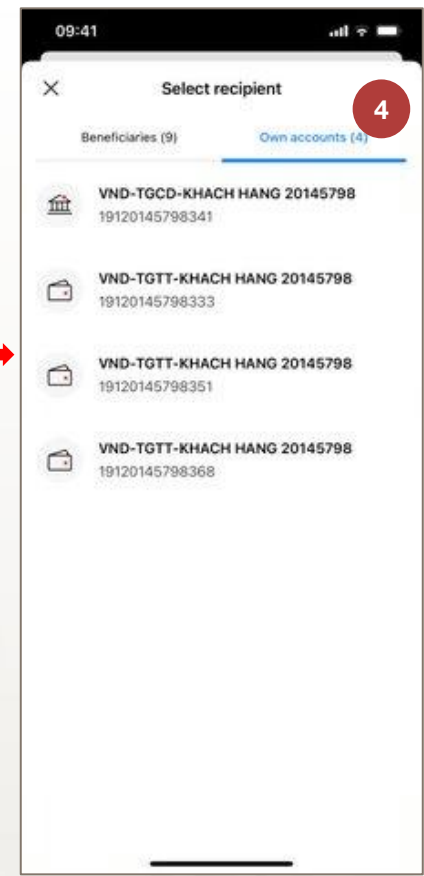 09:41
Select recipient
4
Beneficiaries (9)
Own accounts (4)
VND-TGCD-KHACH HANG 20145798
19120145798341
VND-TGTT-KHACH HANG 20145798
19120145798333
VND-TGTT-KHACH HANG 20145798
19120145798351
VND-TGTT-KHACH HANG 20145798
19120145798368